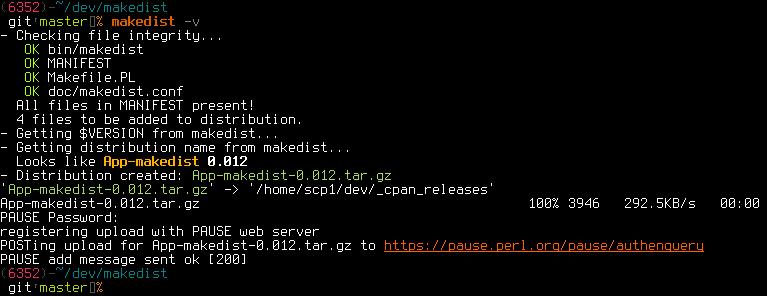 (6352)-~/dev/makedist
git'master▯% makedist -v
- Checking file integrity...
OK bin/makedist
OK MANIFEST
OK Makefile.PL
OK doc/makedist.conf
All files in MANIFEST present!
4 files to be added to distribution.
- Getting $VERSION from makedist...
- Getting distribution name from makedist...
Looks like App-makedist 0.012
- Distribution created: App-makedist-0.012.tar.gz
'App-makedist-0.012.tar.gz' -> '/home/scp1/dev/_cpan_releases'
App-makedist-0.012.tar.gz 100% 3946 292.5KB/s 00:00
PAUSE Password:
registering upload with PAUSE web server
POSTing upload for App-makedist-0.012.tar.gz to https://pause.perl.org/pause/authenquery
PAUSE add message sent ok [200]
(6352)-~/dev/makedist
git'master▯%